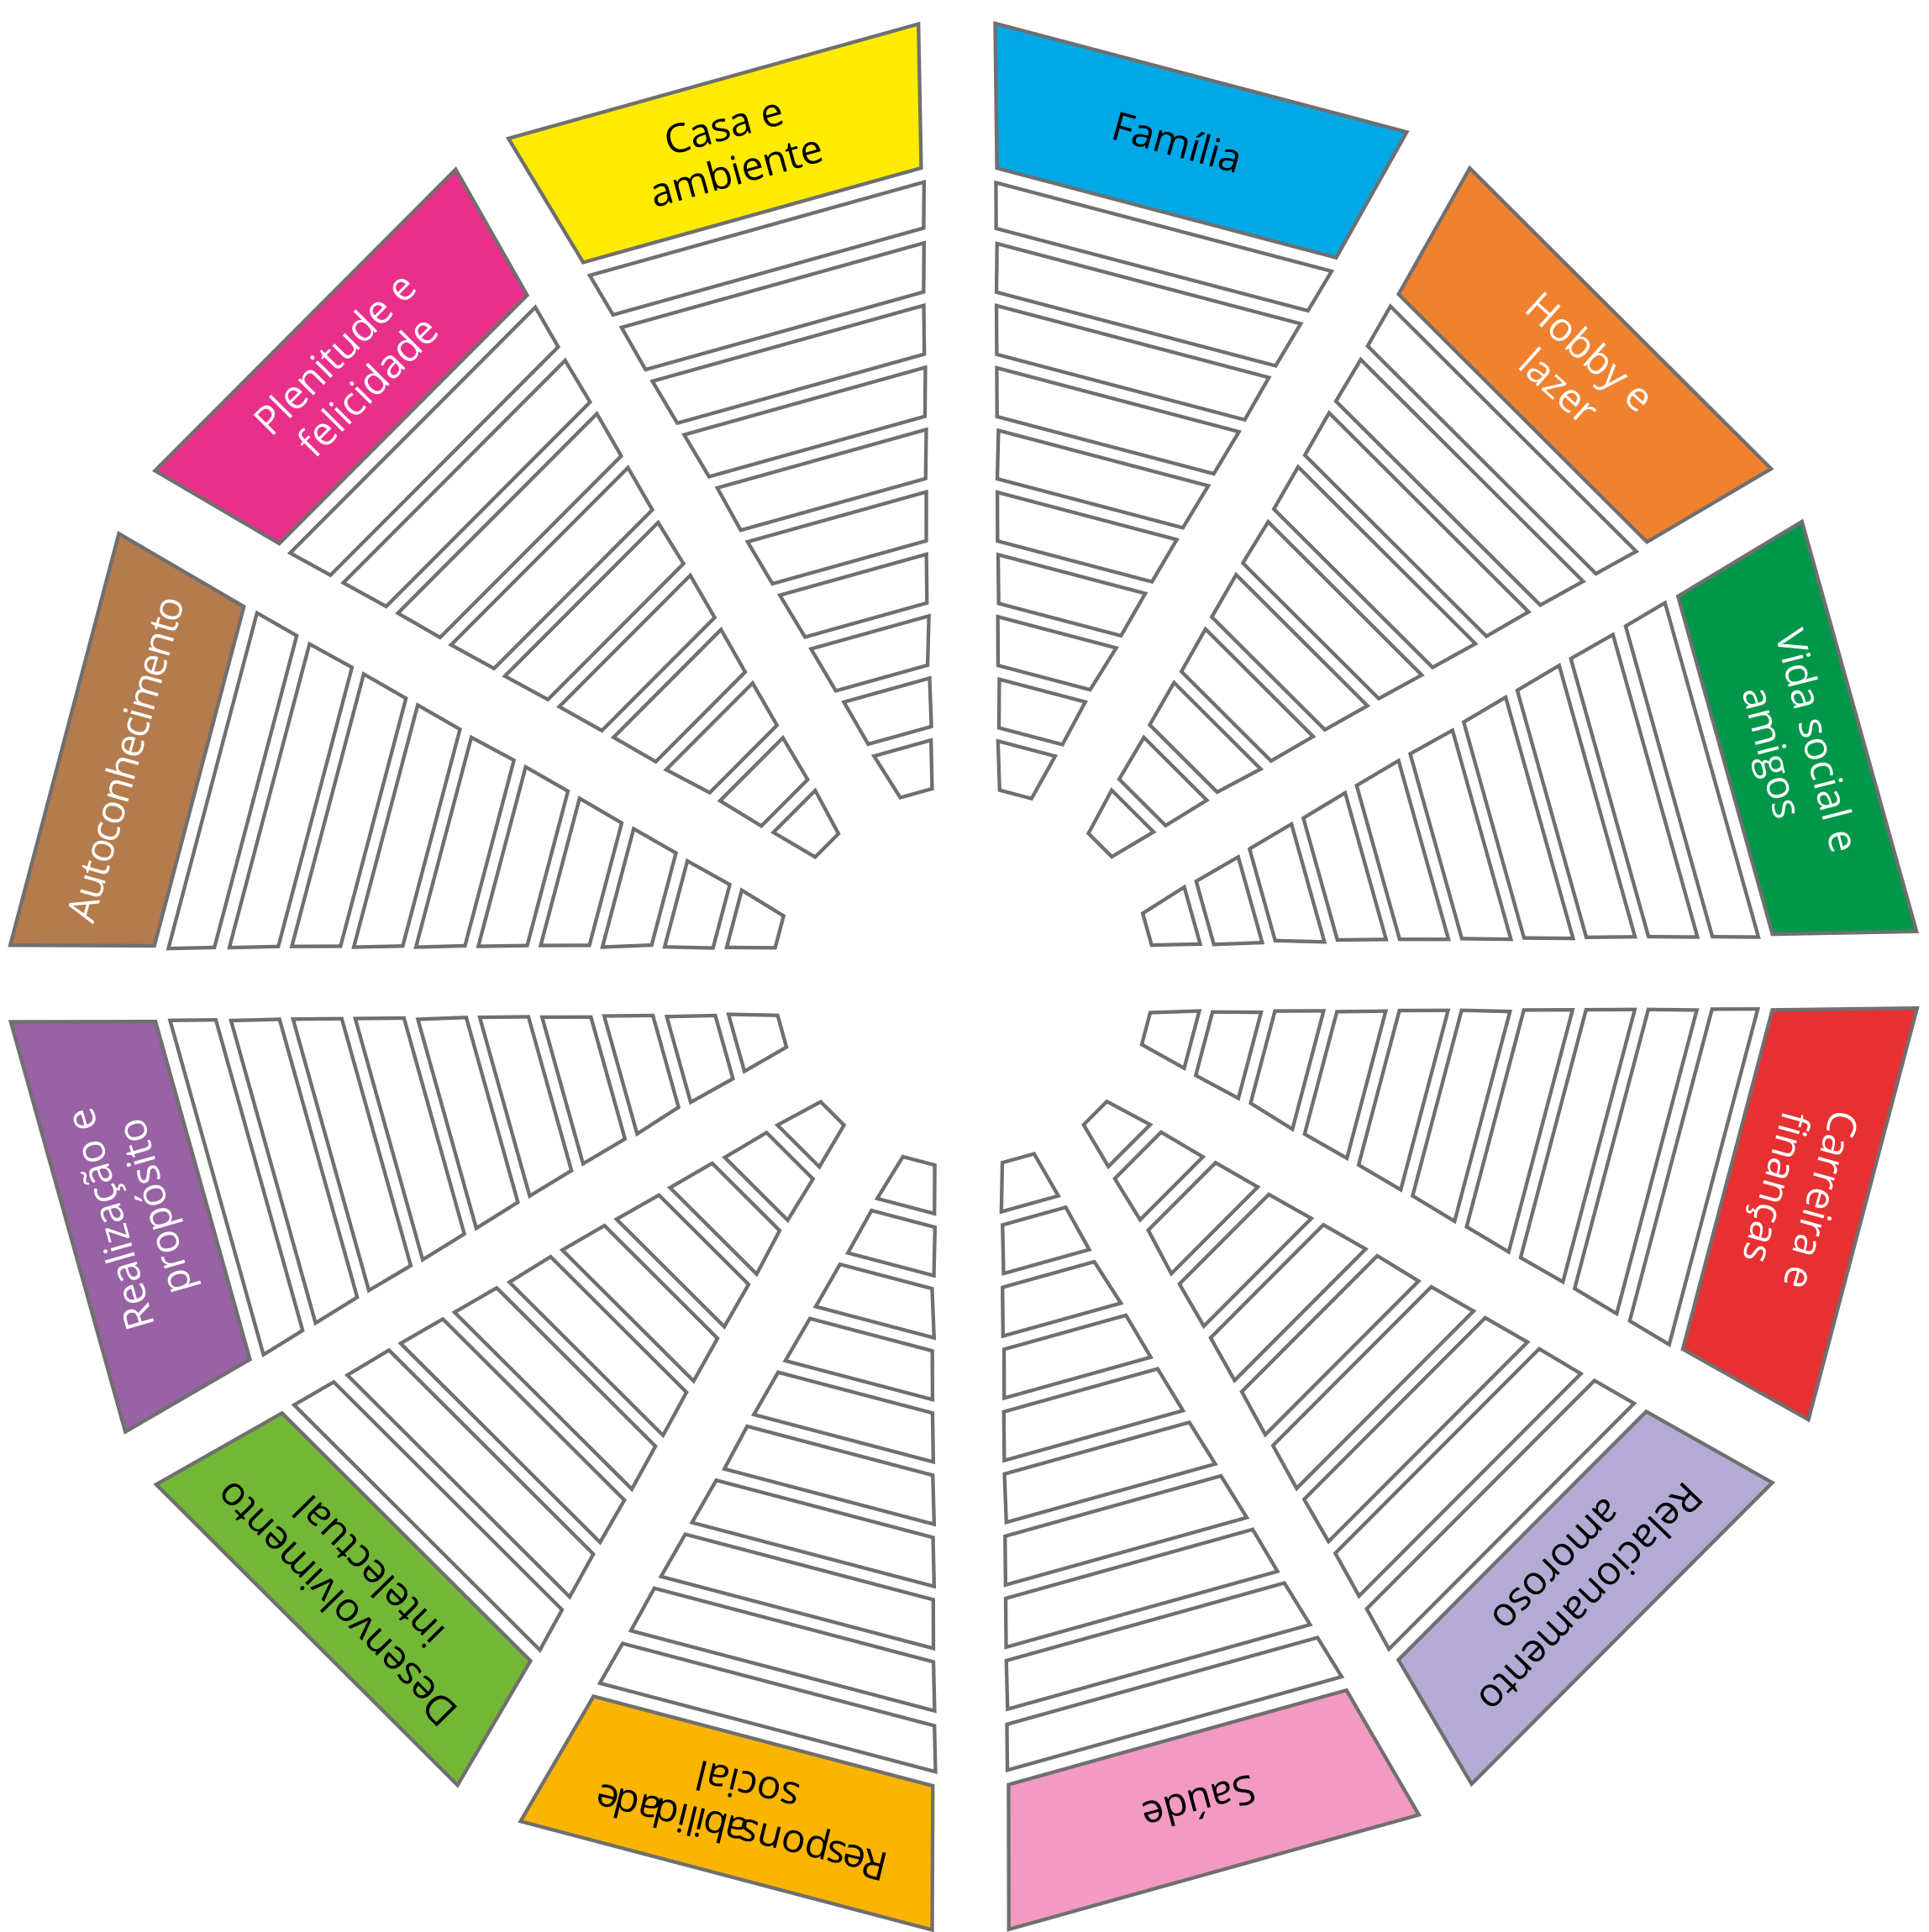 Casa e
ambiente
Família
Hobby e
lazer
Vida social e
amigos
Carreira e
finanças
Relacionamento
amoroso
Saúde
Responsabilidade
social
Desenvolvimento
intelectual
Realização e
propósito
Autoconhecimento
Plenitude e
felicidade